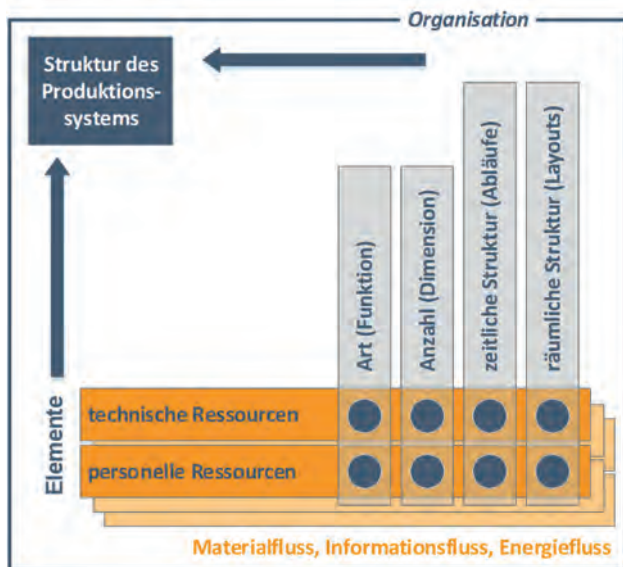 Organisation
Struktur des
Produktions-
systems
Art (Funktion)
Anzahl (Dimension)
zeitliche Struktur (Abläufe)
räumliche Struktur (Layouts)
Elemente
technische Ressourcen
personelle Ressourcen
Materialfluss, Informationsfluss, Energiefluss